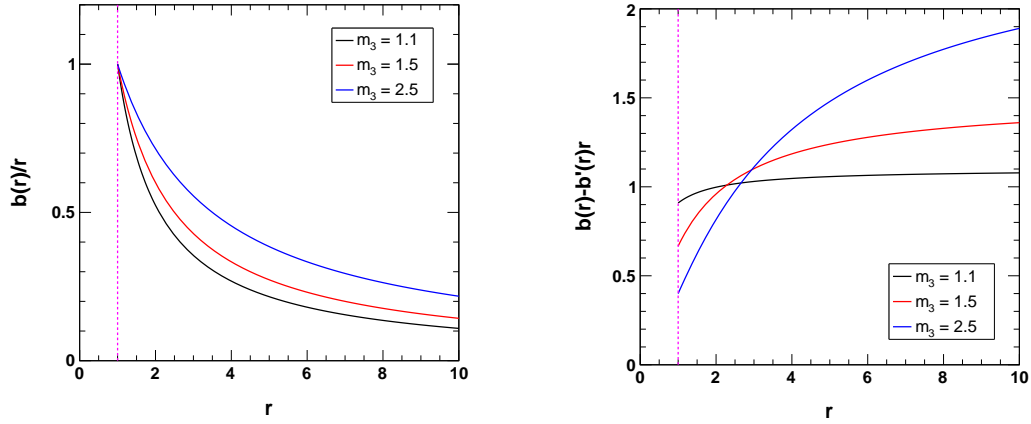 b(r)/r
1
0.5
0
m₃ = 1.1
m₃ = 1.5
m₃ = 2.5
0 2 4 6 8 10
r
b(r)-b'(r)r
2
1.5
1
0.5
0
m₃ = 1.1
m₃ = 1.5
m₃ = 2.5
0 2 4 6 8 10
r